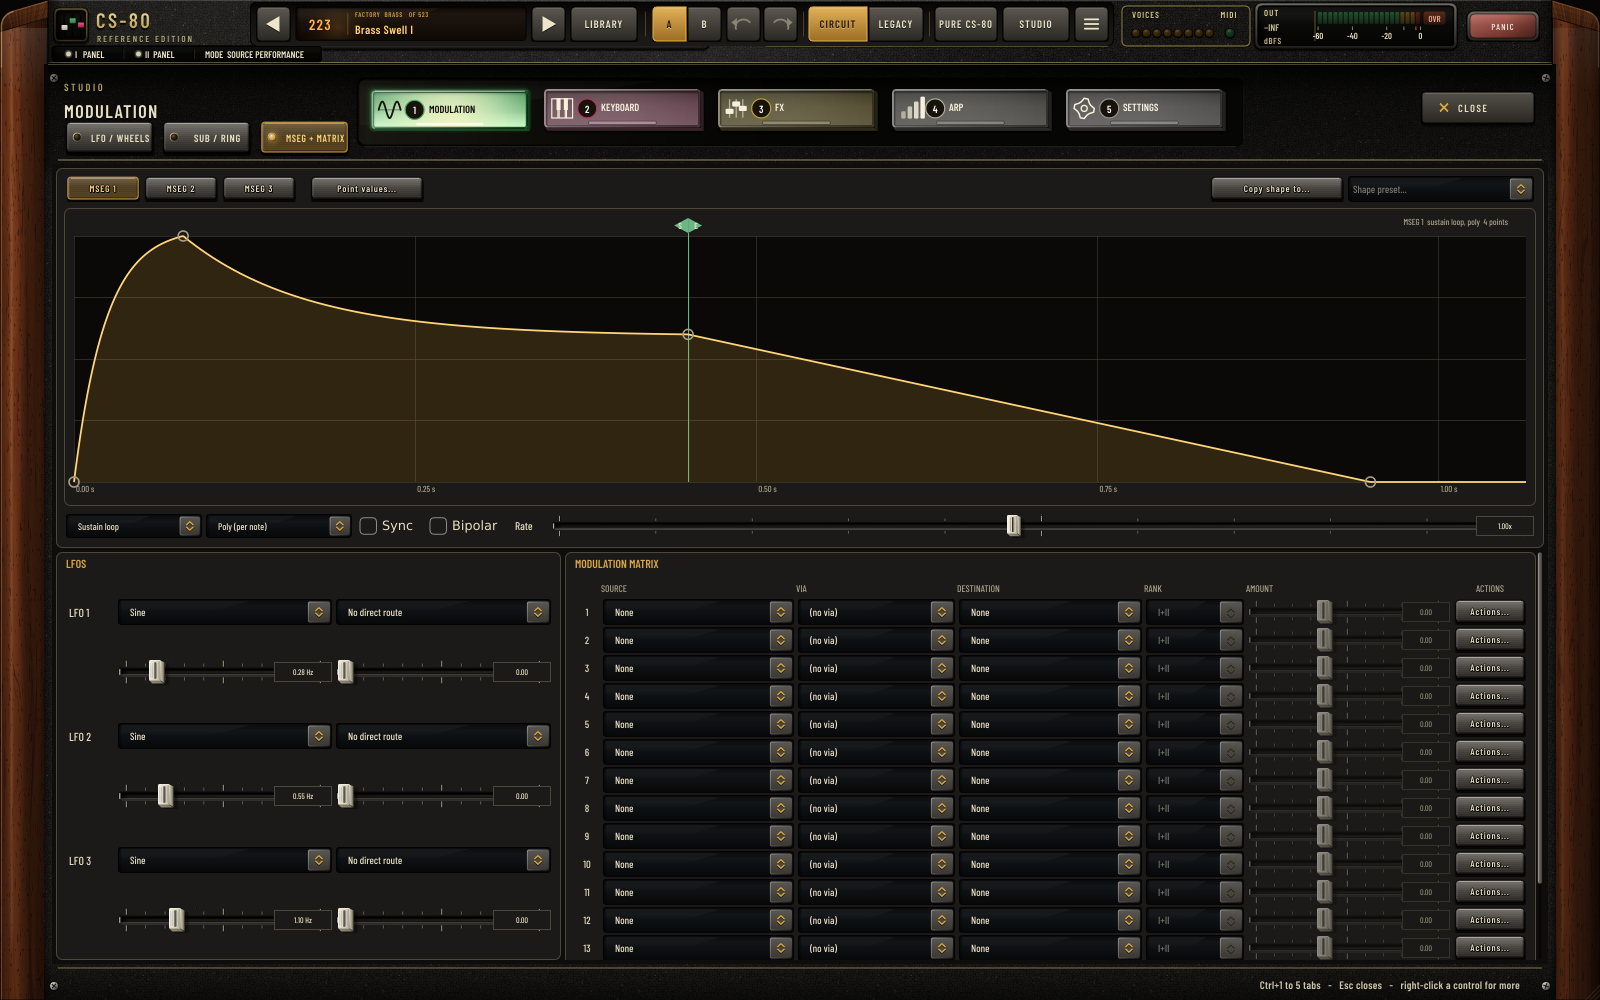 CS-80
REFERENCE EDITION
223
FACTORY BRASS OF 523
Brass Swell I
LIBRARY
A
B
CIRCUIT
LEGACY
PURE CS-80
STUDIO
VOICES
MIDI
OUT
-INF
dBFS
-60 -40 -20 0
OVR
PANIC
I PANEL
II PANEL
MODE SOURCE PERFORMANCE
STUDIO
MODULATION
1 MODULATION
2 KEYBOARD
3 FX
4 ARP
5 SETTINGS
CLOSE
LFO / WHEELS
SUB / RING
MSEG + MATRIX
MSEG 1
MSEG 2
MSEG 3
Point values...
Copy shape to...
Shape preset...
MSEG 1 sustain loop, poly 4 points
0.00 s
0.25 s
0.50 s
0.75 s
1.00 s
Sustain loop
Poly (per note)
Sync
Bipolar
Rate
1.00x
LFOS
LFO 1
Sine
No direct route
0.28 Hz
0.00
LFO 2
Sine
No direct route
0.55 Hz
0.00
LFO 3
Sine
No direct route
1.10 Hz
0.00
MODULATION MATRIX
SOURCE VIA DESTINATION RANK AMOUNT ACTIONS
1 None (no via) None I+II 0.00 Actions...
2 None (no via) None I+II 0.00 Actions...
3 None (no via) None I+II 0.00 Actions...
4 None (no via) None I+II 0.00 Actions...
5 None (no via) None I+II 0.00 Actions...
6 None (no via) None I+II 0.00 Actions...
7 None (no via) None I+II 0.00 Actions...
8 None (no via) None I+II 0.00 Actions...
9 None (no via) None I+II 0.00 Actions...
10 None (no via) None I+II 0.00 Actions...
11 None (no via) None I+II 0.00 Actions...
12 None (no via) None I+II 0.00 Actions...
13 None (no via) None I+II 0.00 Actions...
Ctrl+1 to 5 tabs - Esc closes - right-click a control for more